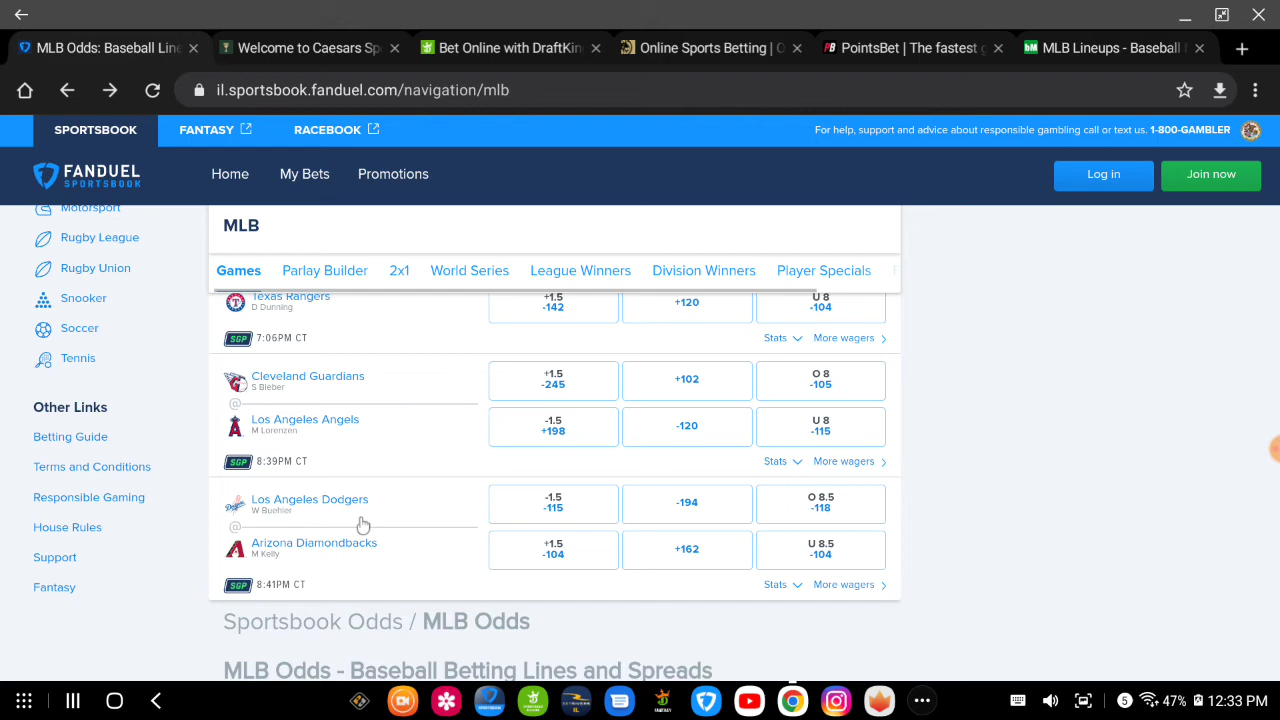 MLB Odds: Baseball Line
Welcome to Caesars Sp
Bet Online with DraftKin
Online Sports Betting | O
PointsBet | The fastest g
MLB Lineups - Baseball
il.sportsbook.fanduel.com/navigation/mlb
SPORTSBOOK FANTASY RACEBOOK For help, support and advice about responsible gambling call or text us. 1-800-GAMBLER
FANDUEL
SPORTSBOOK
Home My Bets Promotions Log in Join now
Motorsport
Rugby League
Rugby Union
Snooker
Soccer
Tennis
Other Links
Betting Guide
Terms and Conditions
Responsible Gaming
House Rules
Support
Fantasy
MLB
Games Parlay Builder 2x1 World Series League Winners Division Winners Player Specials
Texas Rangers +1.5 +120 U 8
D Dunning -142 -104
SGP 7:06PM CT Stats More wagers
Cleveland Guardians +1.5 +102 O 8
S Bieber -245 -105
@
Los Angeles Angels -1.5 -120 U 8
M Lorenzen +198 -115
SGP 8:39PM CT Stats More wagers
Los Angeles Dodgers -1.5 -194 O 8.5
W Buehler -115 -118
@
Arizona Diamondbacks +1.5 +162 U 8.5
M Kelly -104 -104
SGP 8:41PM CT Stats More wagers
Sportsbook Odds / MLB Odds
MLB Odds - Baseball Betting Lines and Spreads
5 47% 12:33 PM